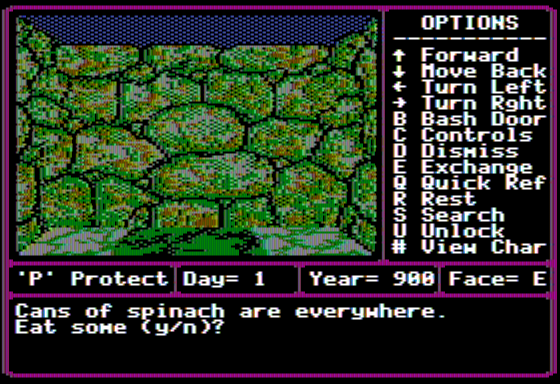 OPTIONS
------------
↑ Forward
↓ Move Back
← Turn Left
→ Turn Rght
B Bash Door
C Controls
D Dismiss
E Exchange
Q Quick Ref
R Rest
S Search
U Unlock
# View Char
'P' Protect Day= 1 Year= 900 Face= E
Cans of spinach are everywhere.
Eat some (y/n)?